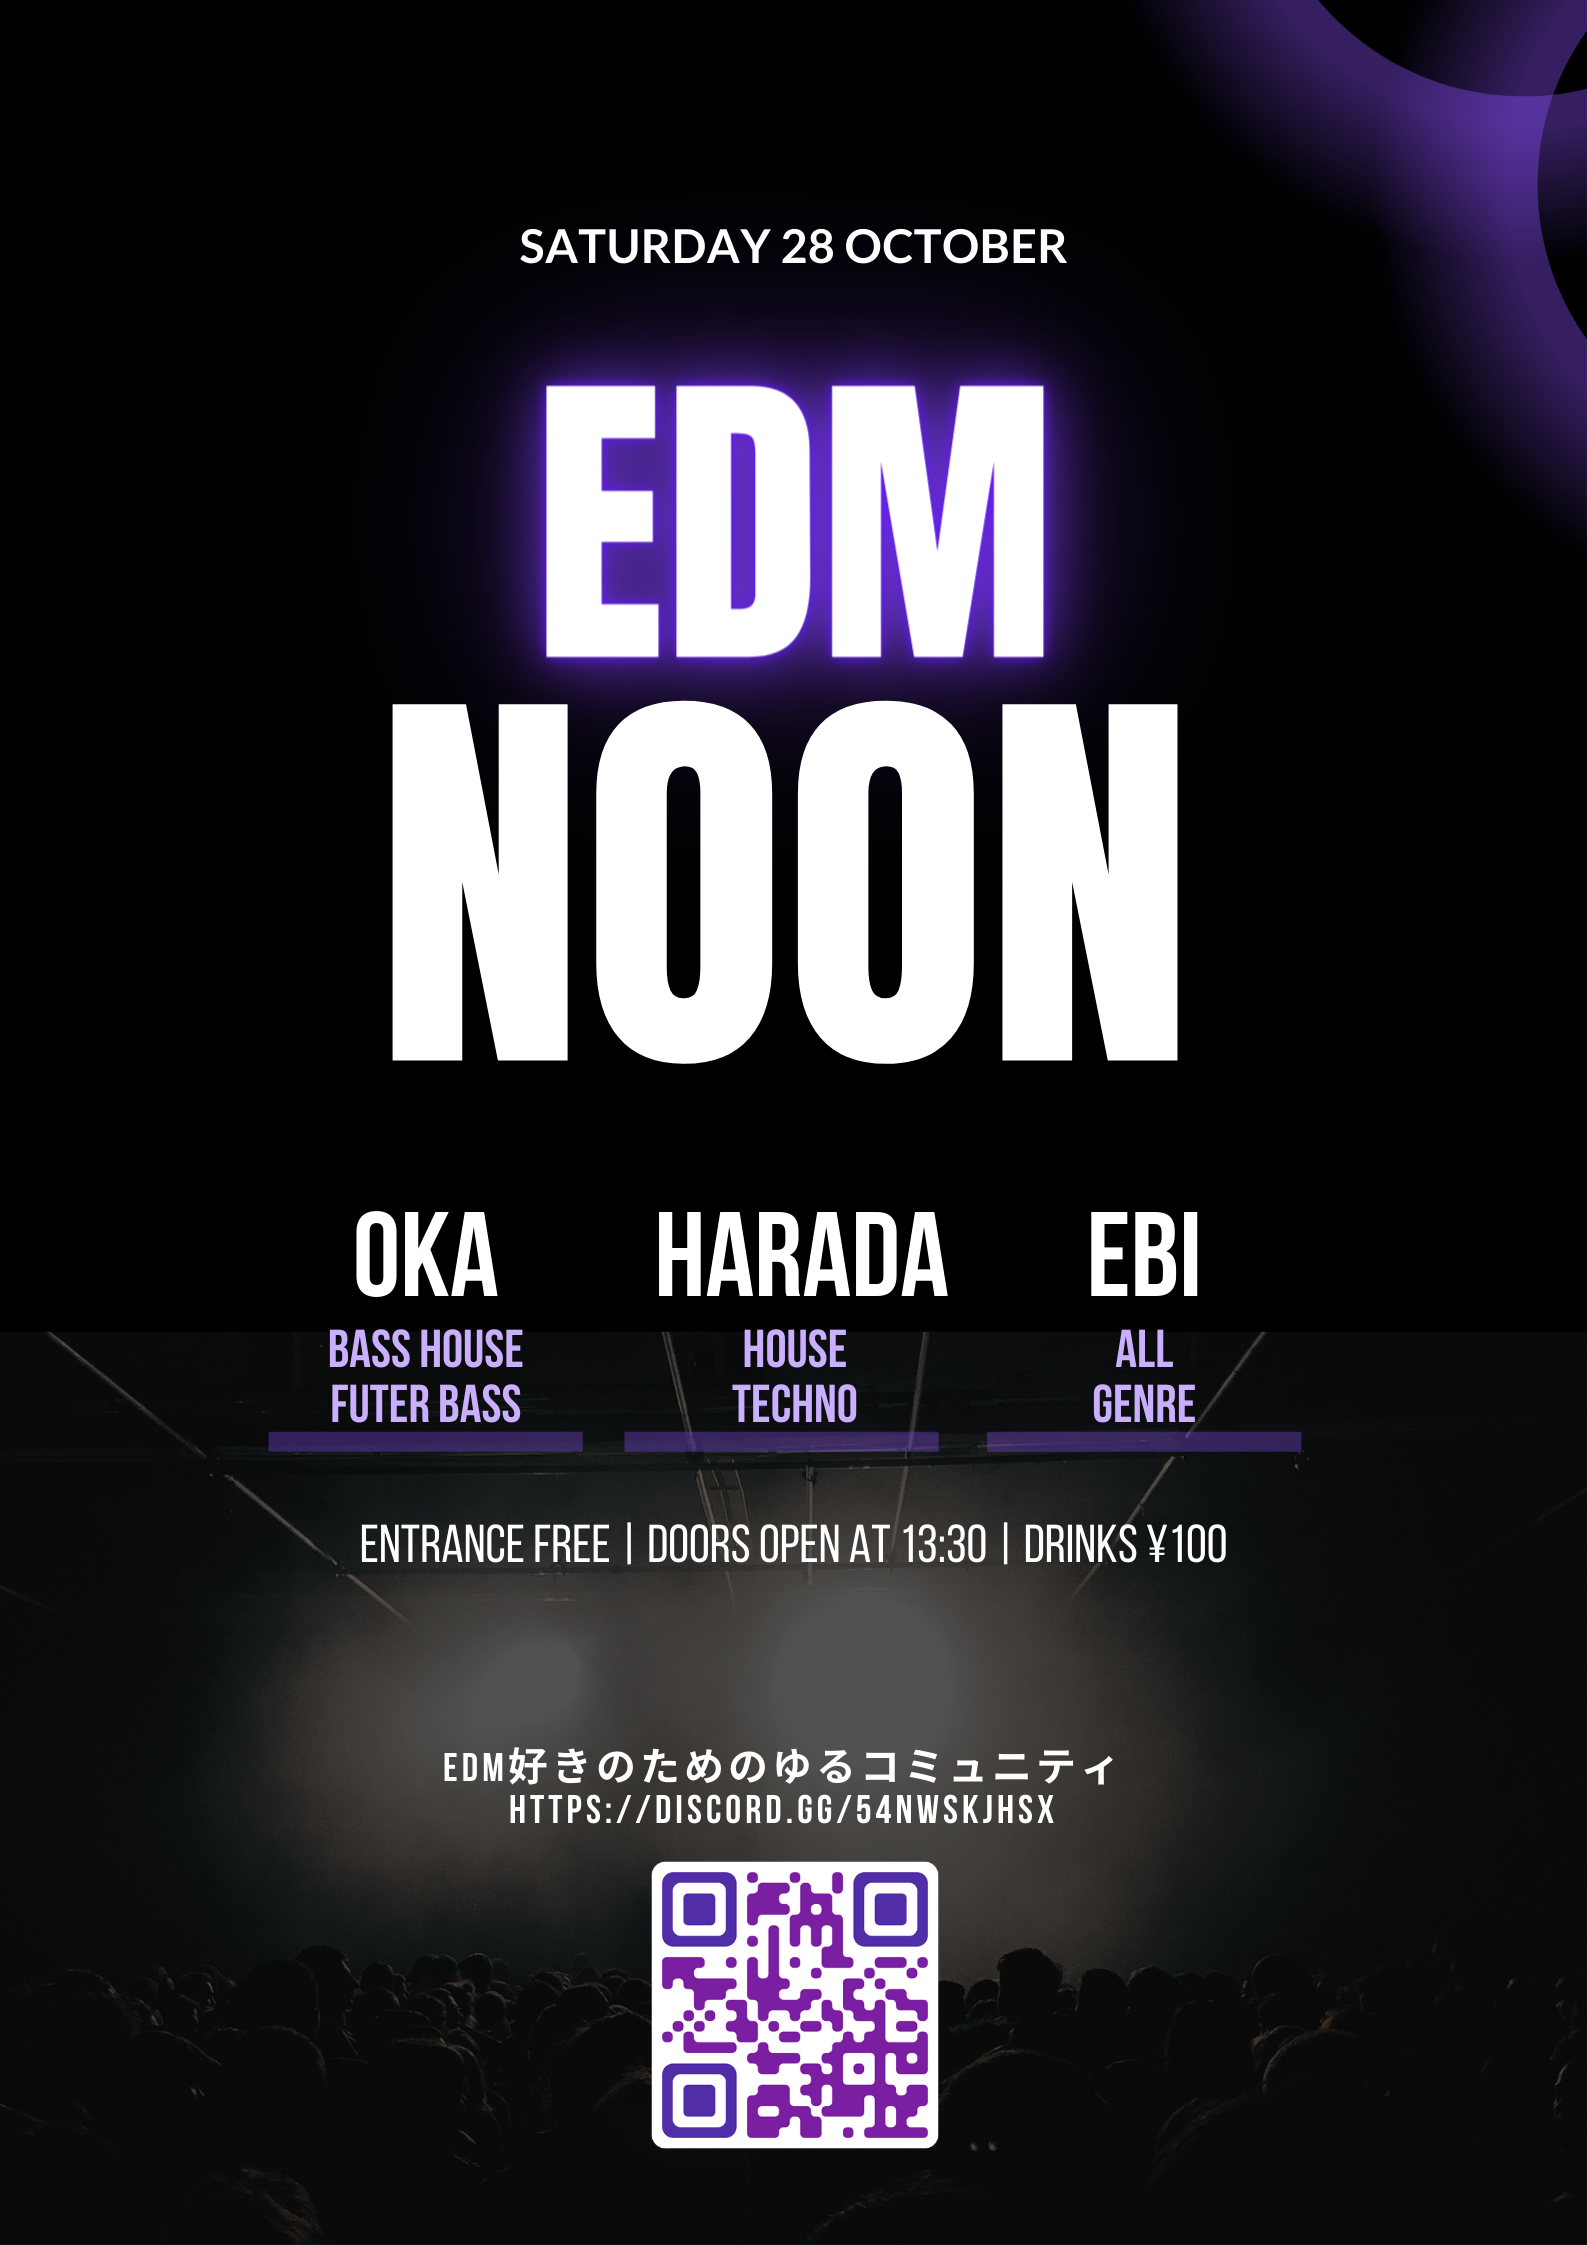 SATURDAY 28 OCTOBER
EDM
NOON
OKA
BASS HOUSE
FUTER BASS
HARADA
HOUSE
TECHNO
EBI
ALL
GENRE
ENTRANCE FREE | DOORS OPEN AT 13:30 | DRINKS ¥100
EDM好きのためのゆるコミュニティ
HTTPS://DISCORD.GG/54NWSKJHSX